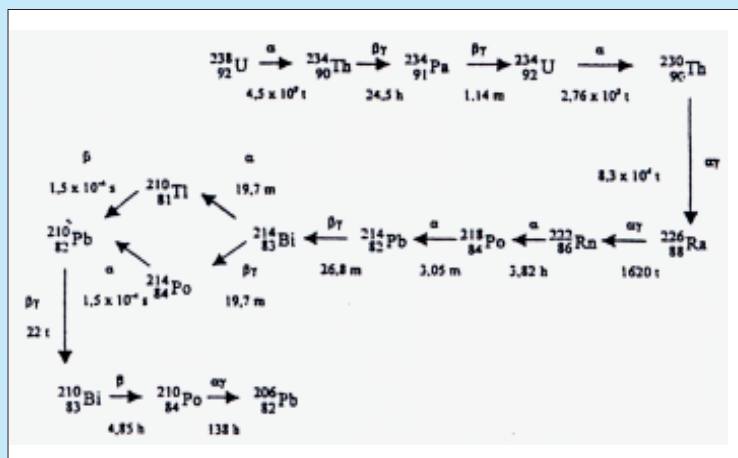 α βγ βγ α
²³⁸₉₂U ²³⁴₉₀Th ²³⁴₉₁Pa ²³⁴₉₂U ²³⁰₉₀Th
4,5 x 10⁹ t 24,5 h 1,14 m 2,76 x 10⁵ t
8,3 x 10⁴ t αγ
β α
1,5 x 10⁻⁴ s ²¹⁰₈₁Tl 19,7 m
βγ α α αγ
²¹⁰₈₂Pb ²¹⁴₈₃Bi ²¹⁴₈₂Pb ²¹⁸₈₄Po ²²²₈₆Rn ²²⁶₈₈Ra
26,8 m 3,05 m 3,82 h 1620 t
α ²¹⁴₈₄Po βγ
1,5 x 10⁻⁴ s 19,7 m
βγ
22 t
β αγ
²¹⁰₈₃Bi ²¹⁰₈₄Po ²⁰⁶₈₂Pb
4,85 h 138 h